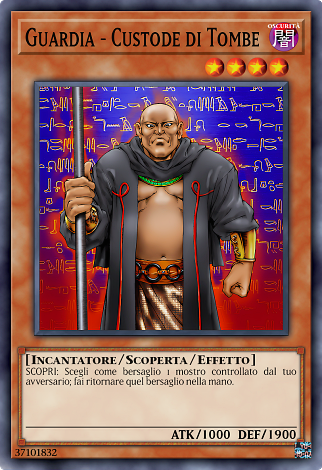 Guardia - Custode di Tombe
OSCURITÀ
闇
[Incantatore/Scoperta/Effetto]
SCOPRI: Scegli come bersaglio 1 mostro controllato dal tuo
avversario; fai ritornare quel bersaglio nella mano.
ATK/1000 DEF/1900
37101832